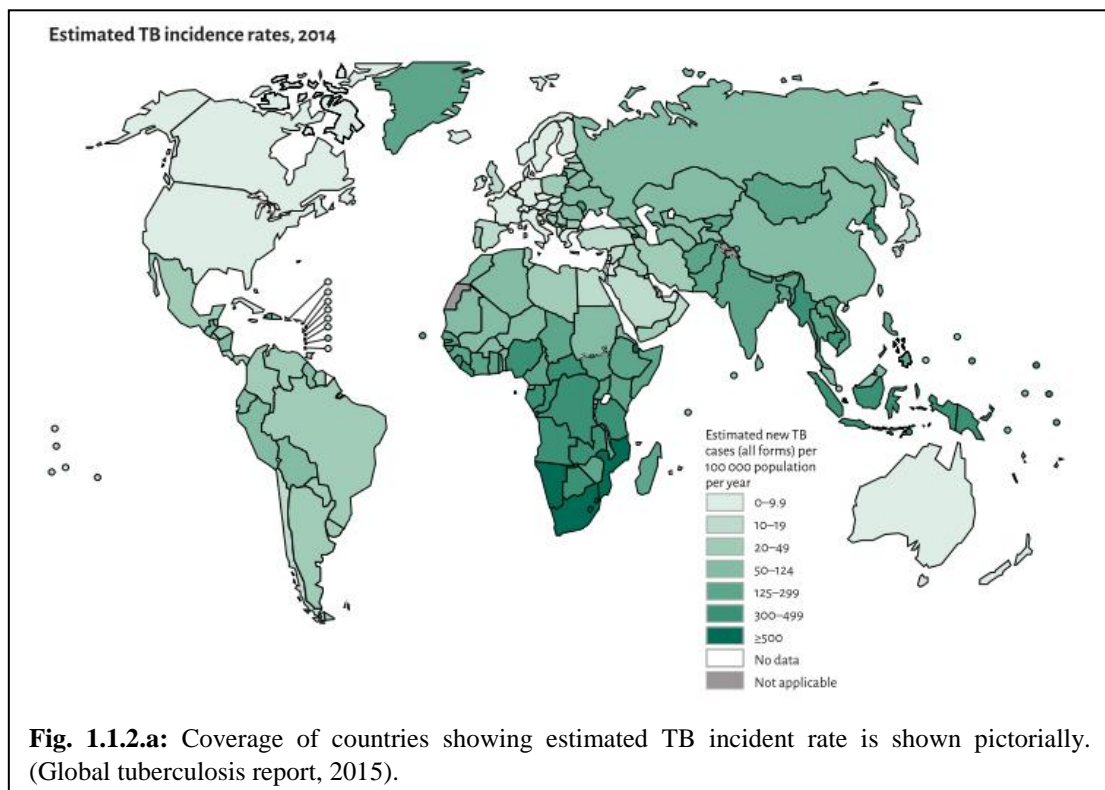 Estimated TB incidence rates, 2014
Estimated new TB
cases (all forms) per
100 000 population
per year
0–9.9
10–19
20–49
50–124
125–299
300–499
≥500
No data
Not applicable
Fig. 1.1.2.a: Coverage of countries showing estimated TB incident rate is shown pictorially.
(Global tuberculosis report, 2015).